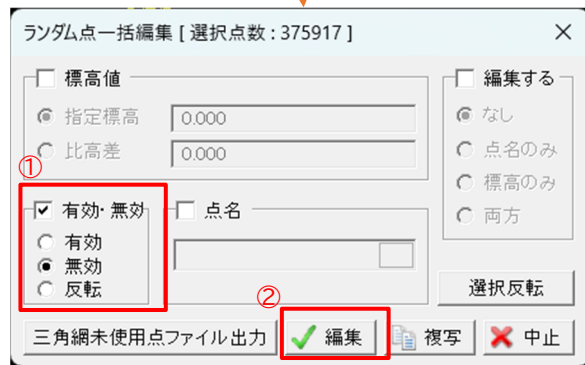 ランダム点一括編集 [ 選択点数 : 375917 ]
標高値
指定標高 0.000
比高差 0.000
編集する
なし
点名のみ
標高のみ
両方
①
有効・無効
有効
無効
反転
点名
選択反転
②
三角網未使用点ファイル出力 編集 複写 中止